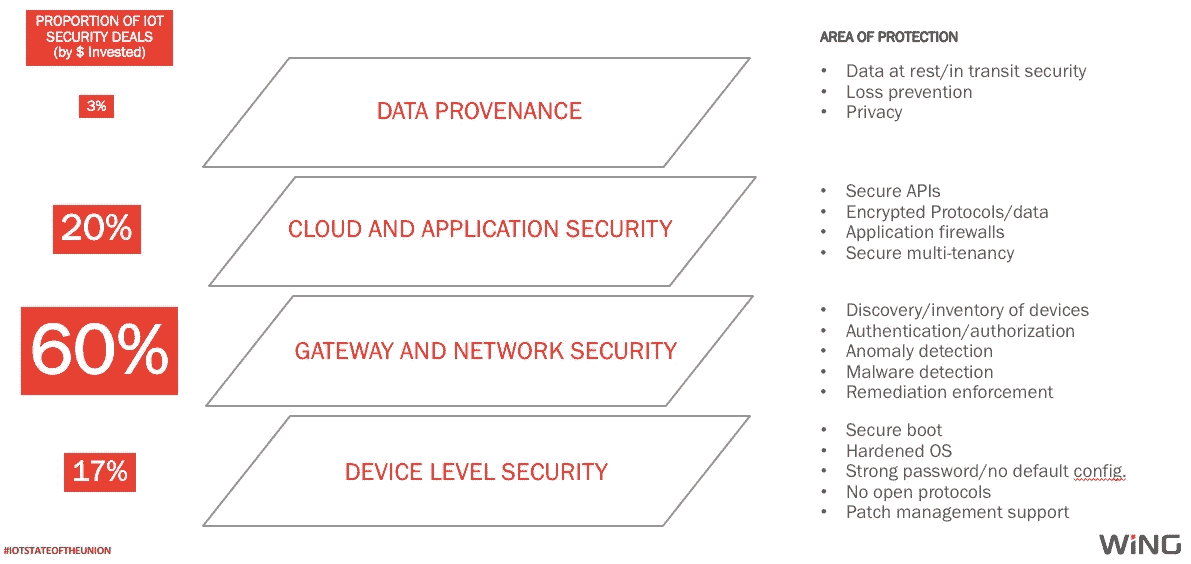 PROPORTION OF IOT
SECURITY DEALS
(by $ Invested)
AREA OF PROTECTION
3%
DATA PROVENANCE
• Data at rest/in transit security
• Loss prevention
• Privacy
20%
CLOUD AND APPLICATION SECURITY
• Secure APIs
• Encrypted Protocols/data
• Application firewalls
• Secure multi-tenancy
60%
GATEWAY AND NETWORK SECURITY
• Discovery/inventory of devices
• Authentication/authorization
• Anomaly detection
• Malware detection
• Remediation enforcement
17%
DEVICE LEVEL SECURITY
• Secure boot
• Hardened OS
• Strong password/no default config.
• No open protocols
• Patch management support
#IOTSTATEOFTHEUNION
WiNG